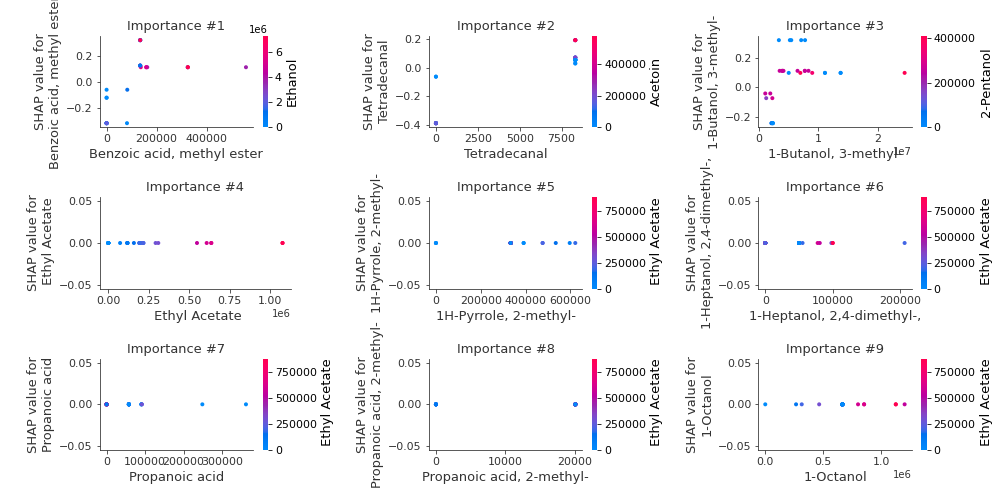 Importance #1
1e6
0.2
0.0
−0.2
0
200000
400000
6
4
2
0
SHAP value for
Benzoic acid, methyl ester
Benzoic acid, methyl ester
Ethanol
Importance #2
0.2
0.0
−0.2
−0.4
0
2500
5000
7500
400000
200000
0
SHAP value for
Tetradecanal
Tetradecanal
Acetoin
Importance #3
0.2
0.0
−0.2
0
1
2
1e7
400000
200000
0
SHAP value for
1-Butanol, 3-methyl-
1-Butanol, 3-methyl-
2-Pentanol
Importance #4
0.05
0.00
−0.05
0.00
0.25
0.50
0.75
1.00
1e6
SHAP value for
Ethyl Acetate
Ethyl Acetate
Importance #5
0.05
0.00
−0.05
0
200000
400000
600000
750000
500000
250000
0
SHAP value for
1H-Pyrrole, 2-methyl-
1H-Pyrrole, 2-methyl-
Ethyl Acetate
Importance #6
0.05
0.00
−0.05
0
100000
200000
750000
500000
250000
0
SHAP value for
1-Heptanol, 2,4-dimethyl-,
1-Heptanol, 2,4-dimethyl-,
Ethyl Acetate
Importance #7
0.05
0.00
−0.05
0
100000
200000
300000
750000
500000
250000
0
SHAP value for
Propanoic acid
Propanoic acid
Ethyl Acetate
Importance #8
0.05
0.00
−0.05
0
10000
20000
750000
500000
250000
0
SHAP value for
Propanoic acid, 2-methyl-
Propanoic acid, 2-methyl-
Ethyl Acetate
Importance #9
0.05
0.00
−0.05
0.0
0.5
1.0
1e6
750000
500000
250000
0
SHAP value for
1-Octanol
1-Octanol
Ethyl Acetate